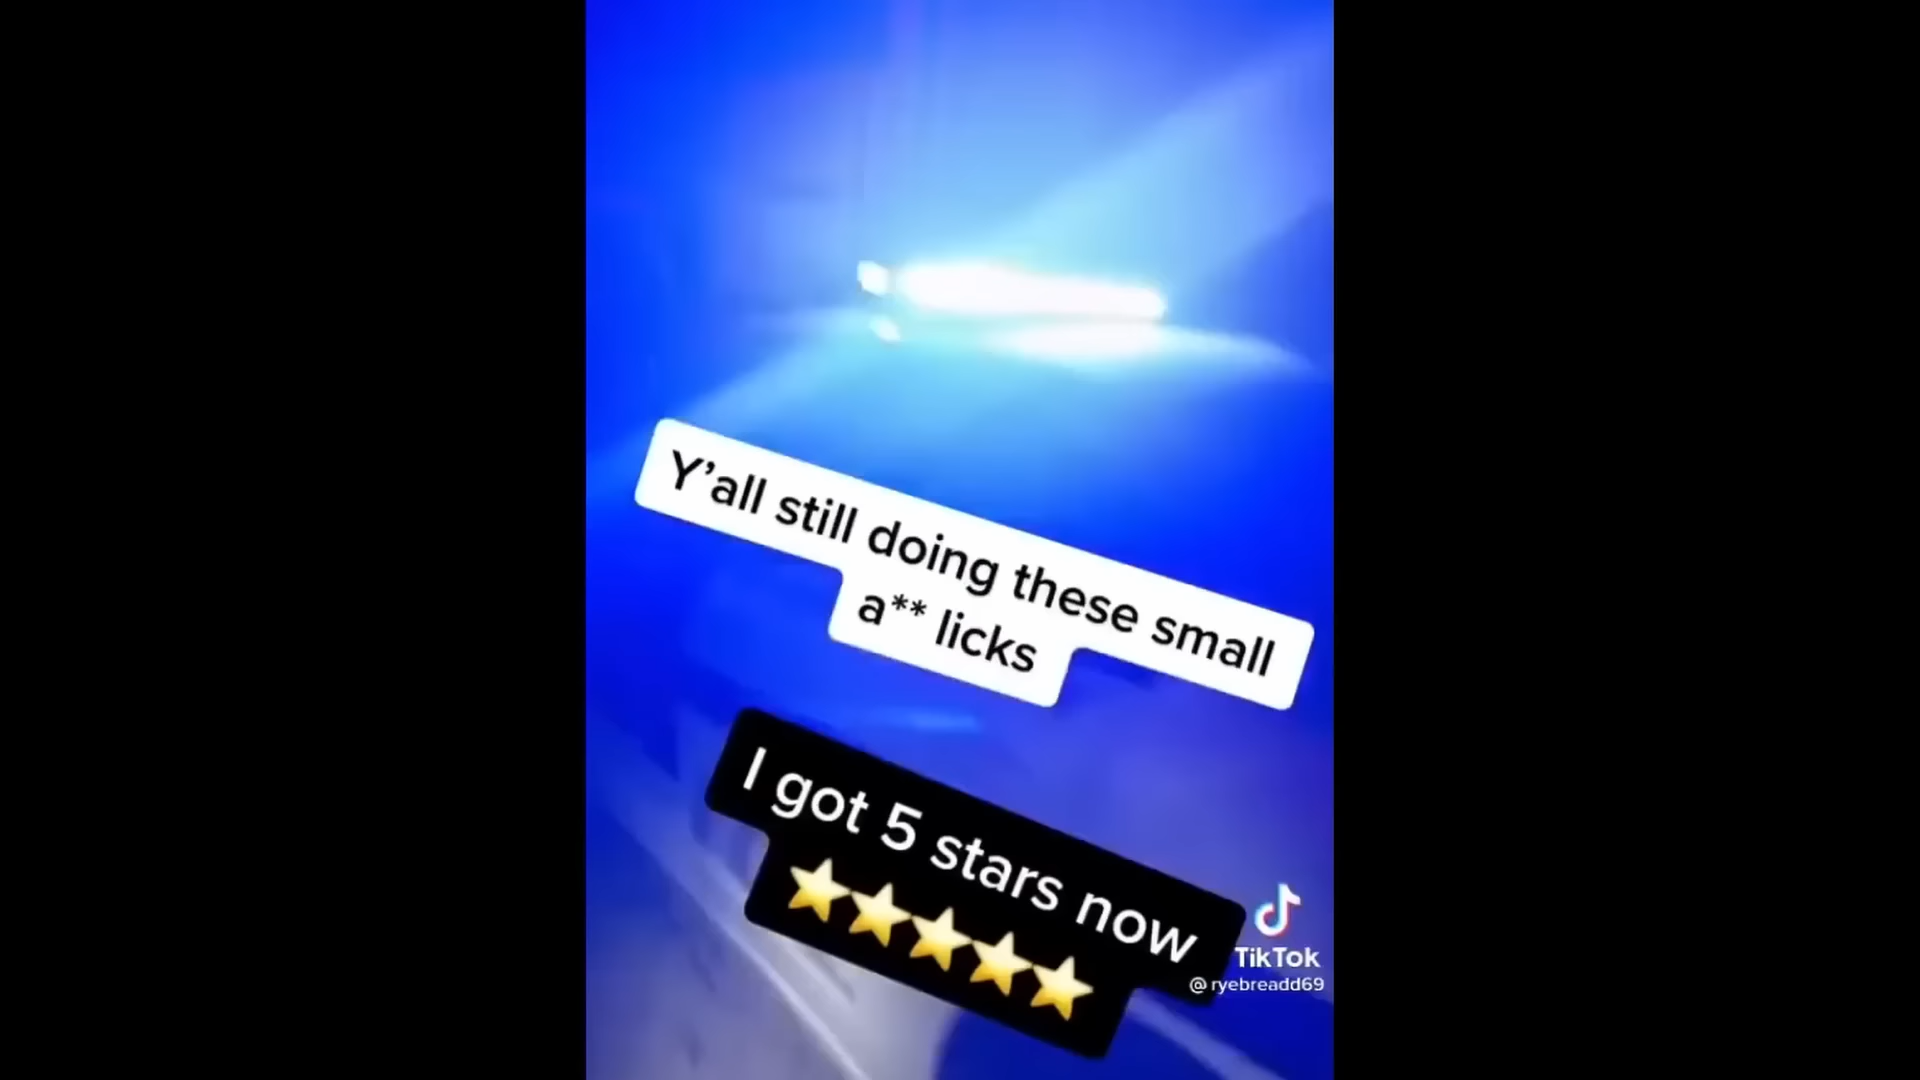 Y’all still doing these small
a** licks
I got 5 stars now
⭐⭐⭐⭐⭐
TikTok
@ryebreadd69